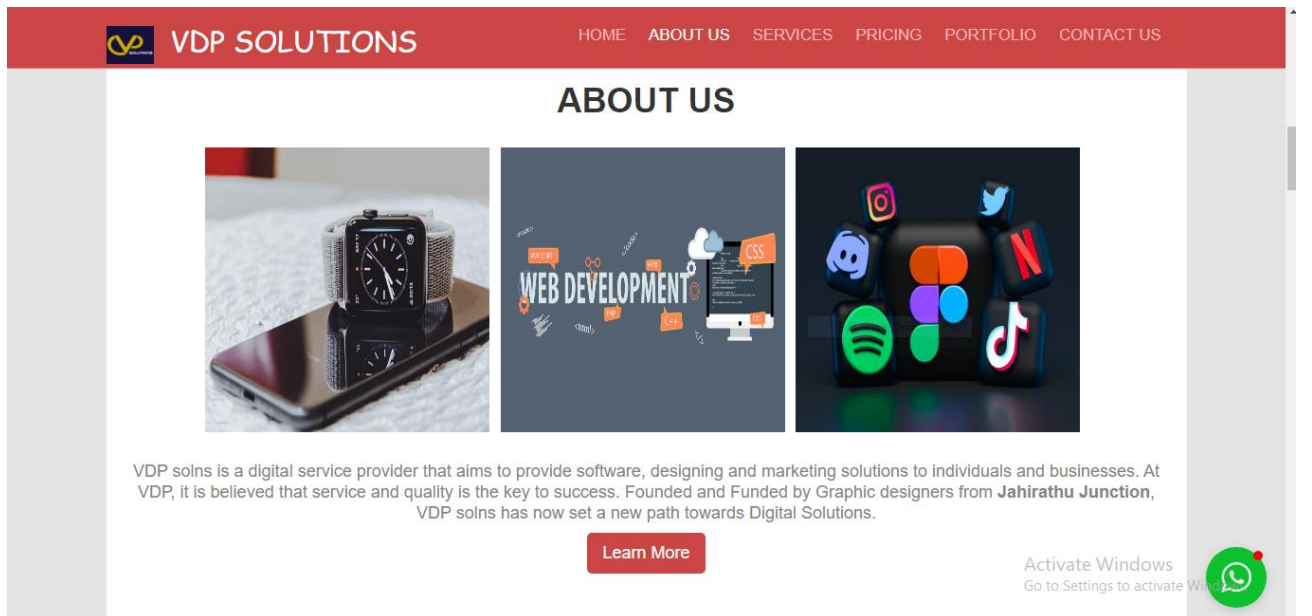 VDP SOLUTIONS
HOME ABOUT US SERVICES PRICING PORTFOLIO CONTACT US
ABOUT US
WEB DEVELOPMENT
CSS
C++
VDP solns is a digital service provider that aims to provide software, designing and marketing solutions to individuals and businesses. At
VDP, it is believed that service and quality is the key to success. Founded and Funded by Graphic designers from Jahirathu Junction,
VDP solns has now set a new path towards Digital Solutions.
Learn More
Activate Windows
Go to Settings to activate